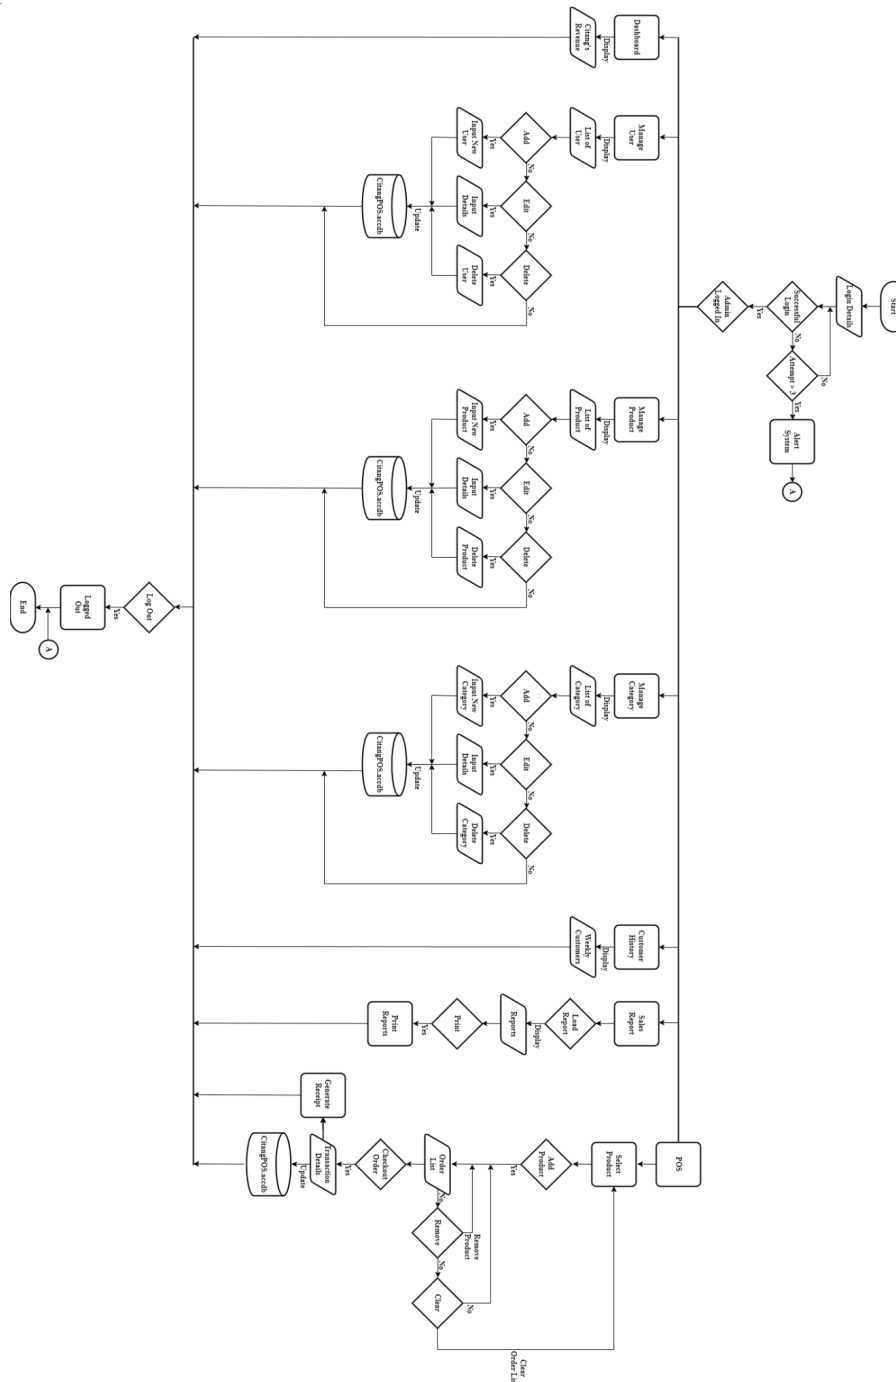 Start
Login Details
No
Successful
Login
No
Attempt > 3
Yes
Alert
System
A
Yes
Admin
Logged In
POS
Dashboard
Manage
User
Manage
Product
Manage
Category
Customer
History
Sales
Report
Select
Product
Display
Display
Display
Display
Display
Citang's
Revenue
List of
User
List of
Product
List of
Category
Weekly
Customers
Load
Report
Add
Product
Display
Yes
Clear
Order Lis
Add
No
Edit
No
Delete
No
Add
No
Edit
No
Delete
No
Add
No
Edit
No
Delete
No
Reports
Yes
Yes
Yes
Yes
Yes
Yes
Yes
Yes
Yes
Input New
User
Input
Details
Delete
User
Input New
Product
Input
Details
Delete
Product
Input New
Category
Input
Details
Delete
Category
Print
Order
List
No
Remove
Product
Remove
No
Clear
No
Update
Update
Update
Yes
CitangPOS.accdb
CitangPOS.accdb
CitangPOS.accdb
Print
Reports
Checkout
Order
Yes
Generate
Receipt
Transaction
Details
Update
CitangPOS.accdb
Log Out
Yes
Logged
Out
A
End